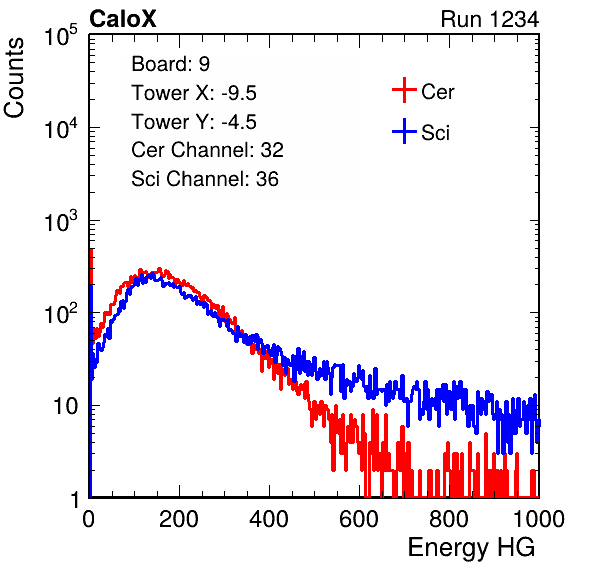 CaloX
Run 1234
Counts
10^5
10^4
10^3
10^2
10
1
Board: 9
Tower X: -9.5
Tower Y: -4.5
Cer Channel: 32
Sci Channel: 36
Cer
Sci
0 200 400 600 800 1000
Energy HG